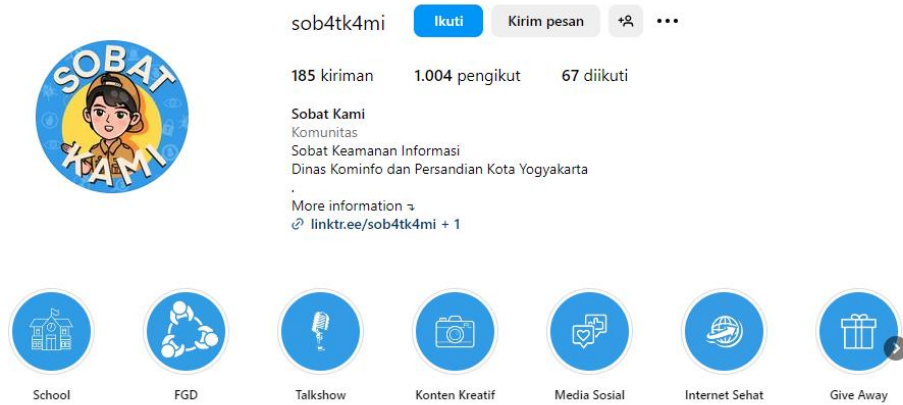 sob4tk4mi Ikuti Kirim pesan
185 kiriman 1.004 pengikut 67 diikuti
SOBAT
KAMI
Sobat Kami
Komunitas
Sobat Keamanan Informasi
Dinas Kominfo dan Persandian Kota Yogyakarta
.
More information ⮧
linktr.ee/sob4tk4mi + 1
School FGD Talkshow Konten Kreatif Media Sosial Internet Sehat Give Away